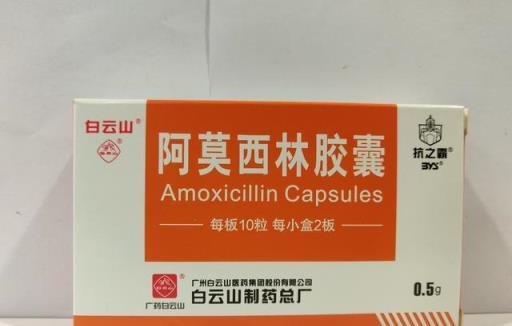 白云山®
阿莫西林胶囊
Amoxicillin Capsules
每板10粒 每小盒2板
抗之霸®
BYS®
广药白云山
广州白云山医药集团股份有限公司
白云山制药总厂
0.5g